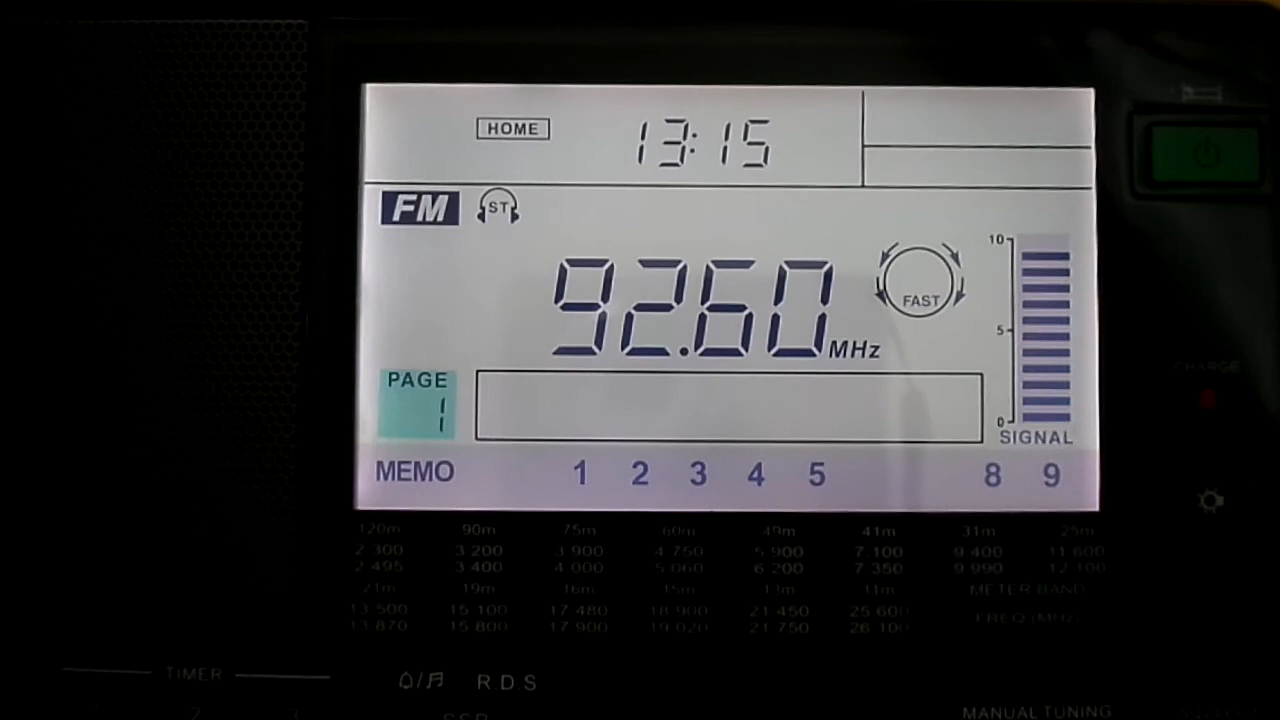 HOME 13:15
FM ST
92.60 MHz
FAST
10
5
0
SIGNAL
PAGE
1
MEMO 1 2 3 4 5 8 9
CHARGE
120m 90m 75m 60m 49m 41m 31m 25m
2 300 3 200 3 900 4 750 5 900 7 100 9 400 11 600
2 495 3 400 4 000 5 060 6 200 7 350 9 990 12 100
21m 19m 16m 15m 13m 11m METER BAND
13 500 15 100 17 480 18 900 21 450 25 600 FREQ (MHz)
13 870 15 800 17 900 19 020 21 750 26 100
TIMER
R.D.S
2 3 SSB MANUAL TUNING